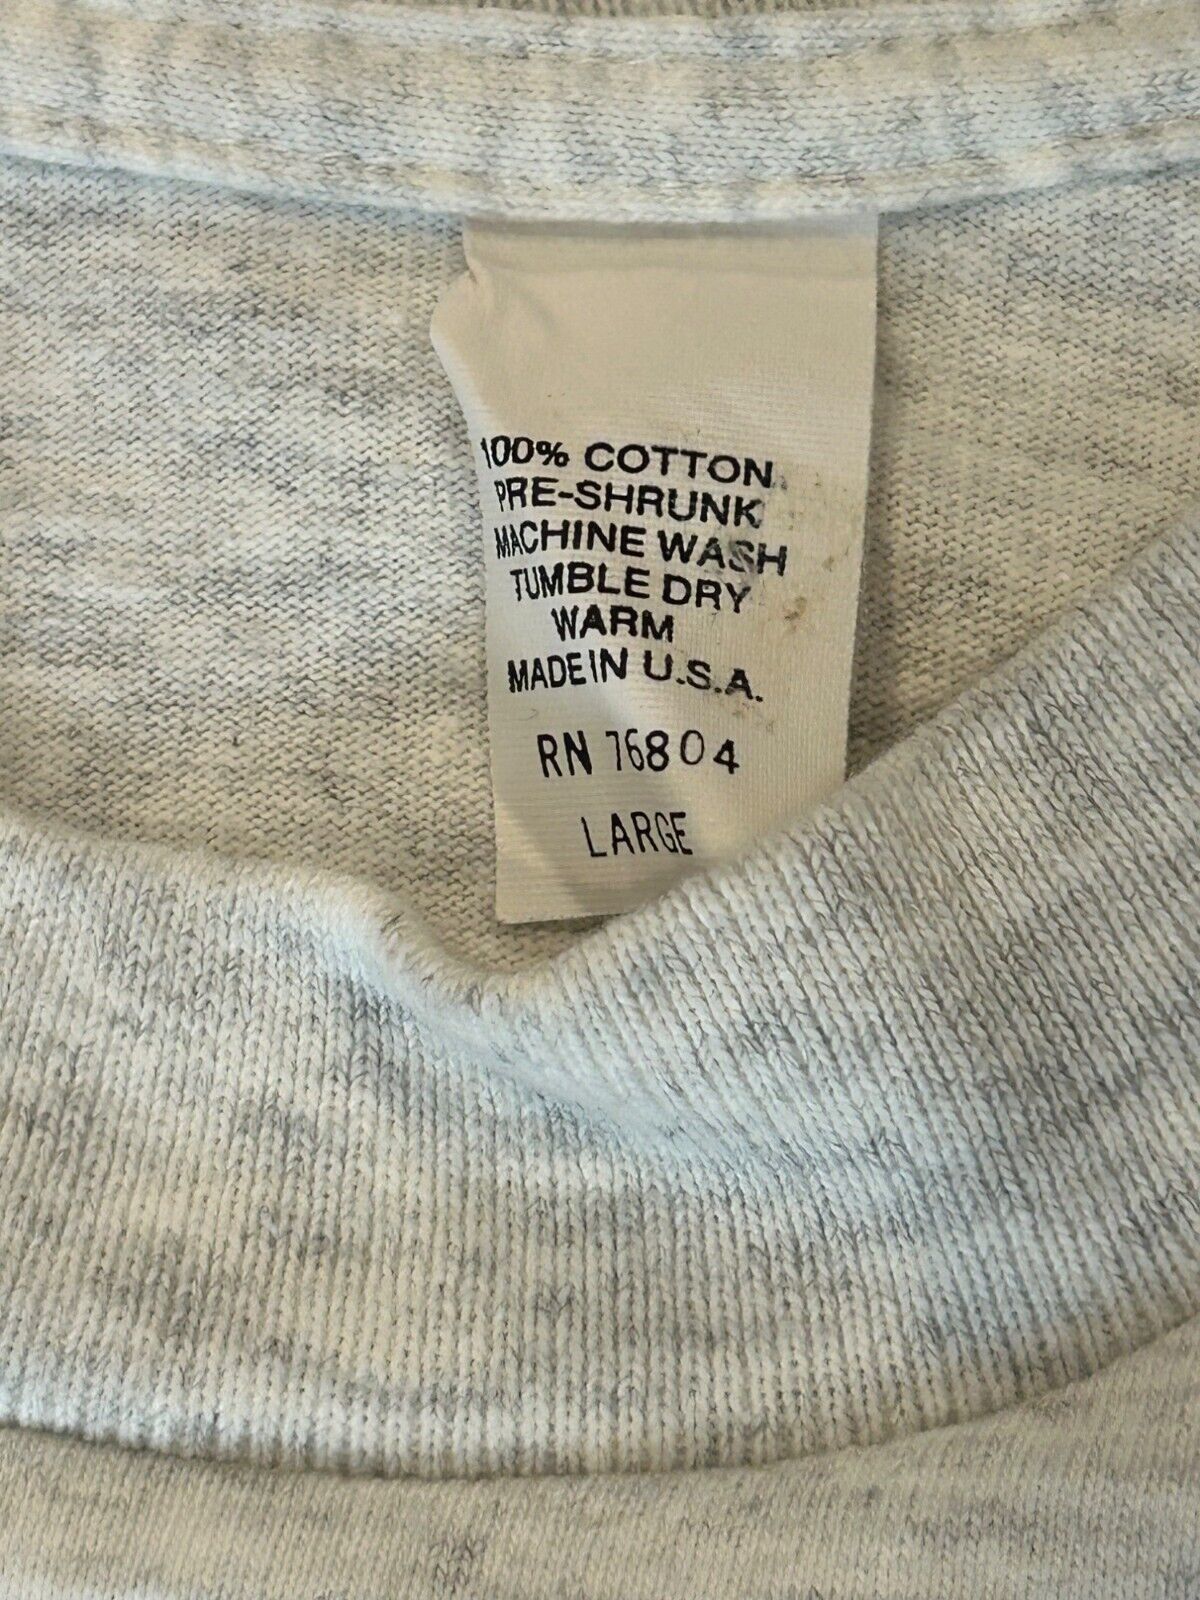 100% COTTON
PRE-SHRUNK
MACHINE WASH
TUMBLE DRY
WARM
MADE IN U.S.A.
RN 76804
LARGE